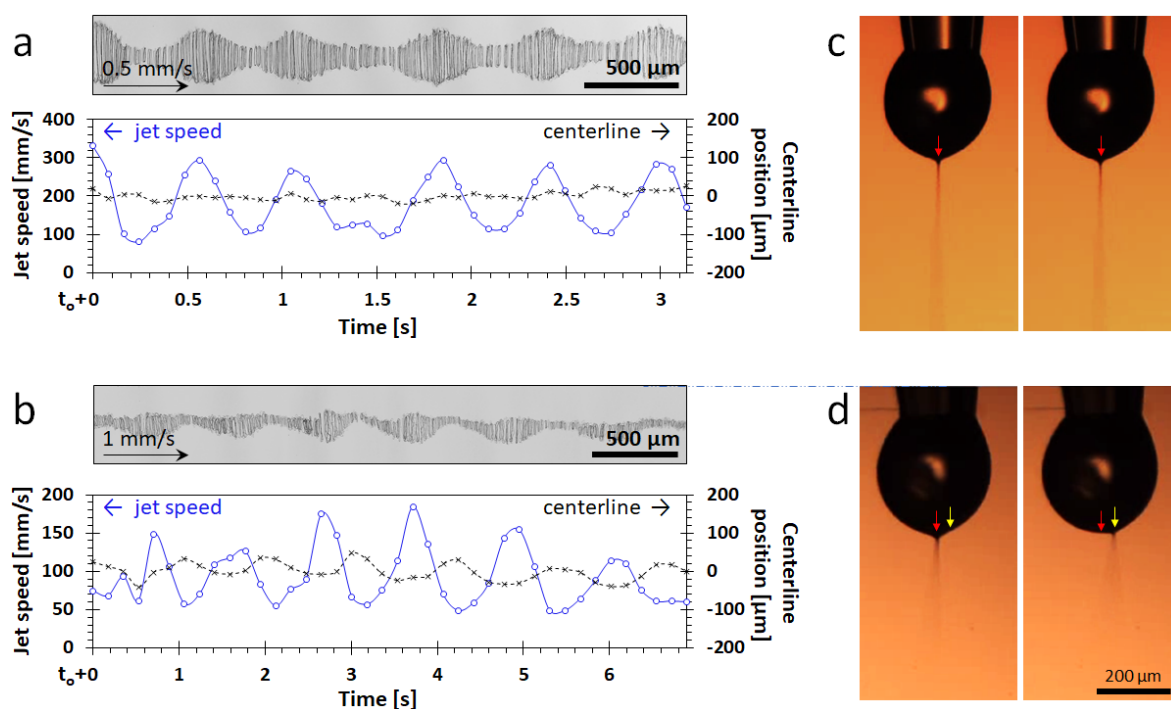 a
0.5 mm/s
500 µm
Jet speed [mm/s]
400
300
200
100
0
← jet speed
centerline →
200
100
0
-100
-200
Centerline
position [µm]
t₀+0
0.5
1
1.5
2
2.5
3
Time [s]
b
1 mm/s
500 µm
Jet speed [mm/s]
200
150
100
50
0
← jet speed
centerline →
200
100
0
-100
-200
Centerline
position [µm]
t₀+0
1
2
3
4
5
6
Time [s]
c
d
200 µm